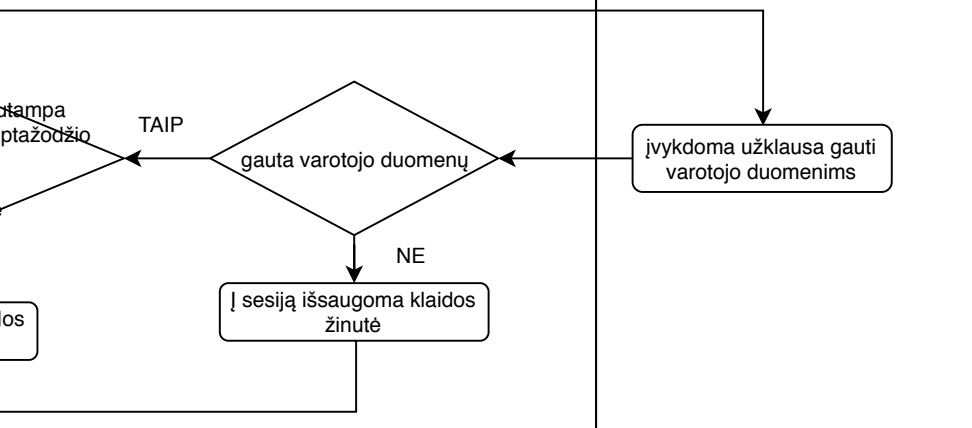 TAIP
gauta varotojo duomenų
įvykdoma užklausa gauti
varotojo duomenims
NE
Į sesiją išsaugoma klaidos
žinutė